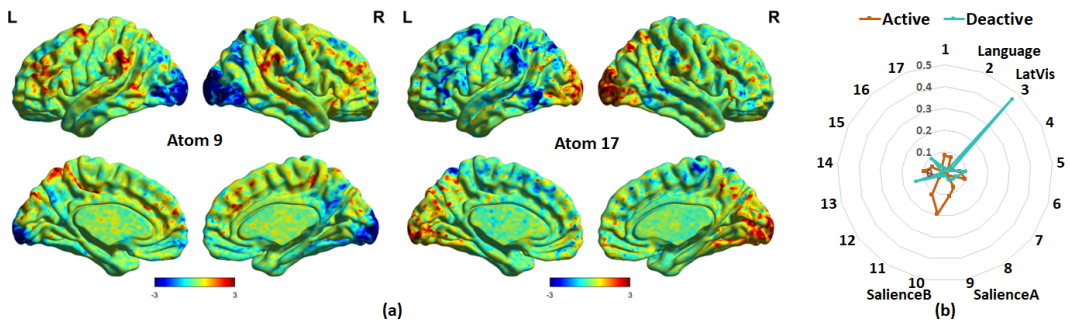 L R L R
Active Deactive
Atom 9 Atom 17
-3 3 -3 3
(a)
1
0.5
0.4
0.3
0.2
0.1
0
Language
2
LatVis
3
4
5
6
7
8
SalienceA
9
10
SalienceB
11
12
13
14
15
16
17
(b)